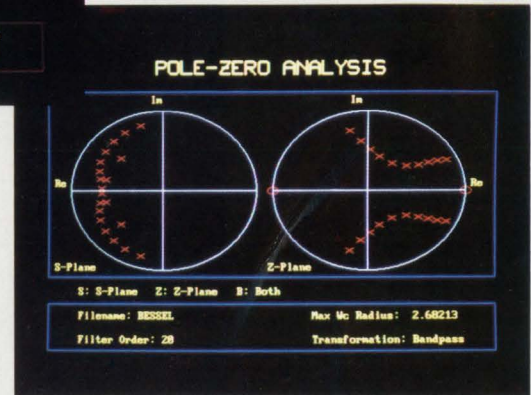 POLE-ZERO ANALYSIS
Im Im
Re Re
S-Plane Z-Plane
S: S-Plane Z: Z-Plane B: Both
Filename: BESSEL Max Wc Radius: 2.68213
Filter Order: 20 Transformation: Bandpass